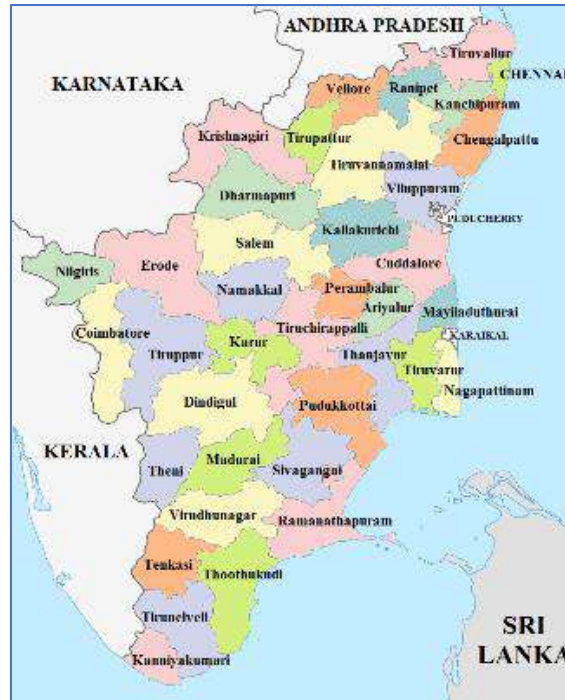 ANDHRA PRADESH
Tiruvallur
KARNATAKA
CHENNAI
Vellore
Ranipet
Kanchipuram
Krishnagiri
Tirupattur
Chengalpattu
Tiruvannamalai
Viluppuram
Dharmapuri
PUDUCHERRY
Kallakurichi
Salem
Cuddalore
Nilgiris
Erode
Namakkal
Perambalur
Ariyalur
Mayiladuthurai
Coimbatore
Tiruchirappalli
KARAIKAL
Karur
Tiruppur
Thanjavur
Tiruvarur
Nagapattinam
Dindigul
Pudukkottai
KERALA
Madurai
Theni
Sivagangai
Virudhunagar
Ramanathapuram
Tenkasi
Thoothukudi
Tirunelveli
SRI
LANKA
Kanniyakumari